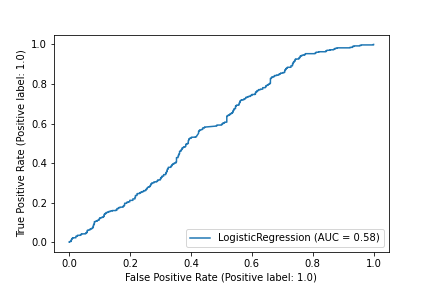 1.0
0.8
0.6
0.4
0.2
0.0
True Positive Rate (Positive label: 1.0)
LogisticRegression (AUC = 0.58)
0.0 0.2 0.4 0.6 0.8 1.0
False Positive Rate (Positive label: 1.0)